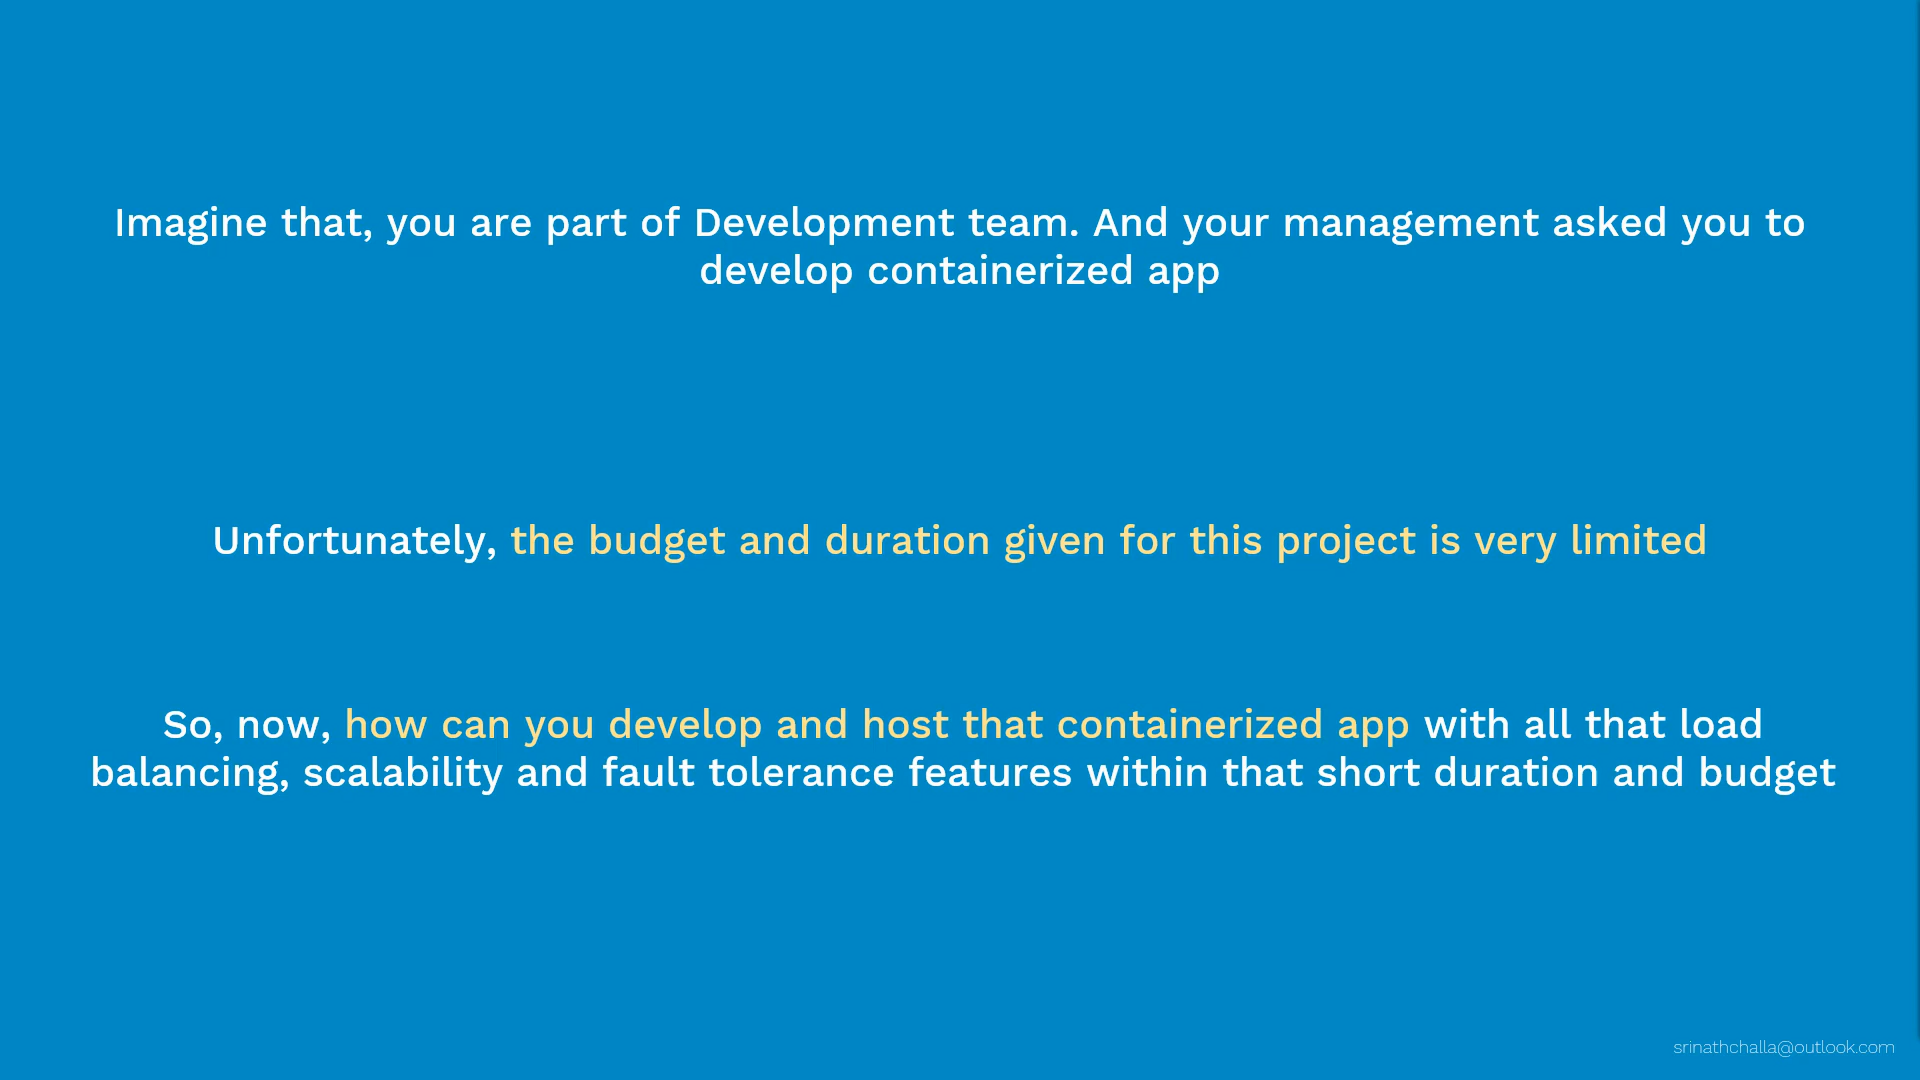 Imagine that, you are part of Development team. And your management asked you to
develop containerized app
Unfortunately, the budget and duration given for this project is very limited
So, now, how can you develop and host that containerized app with all that load
balancing, scalability and fault tolerance features within that short duration and budget
srinathchalla@outlook.com